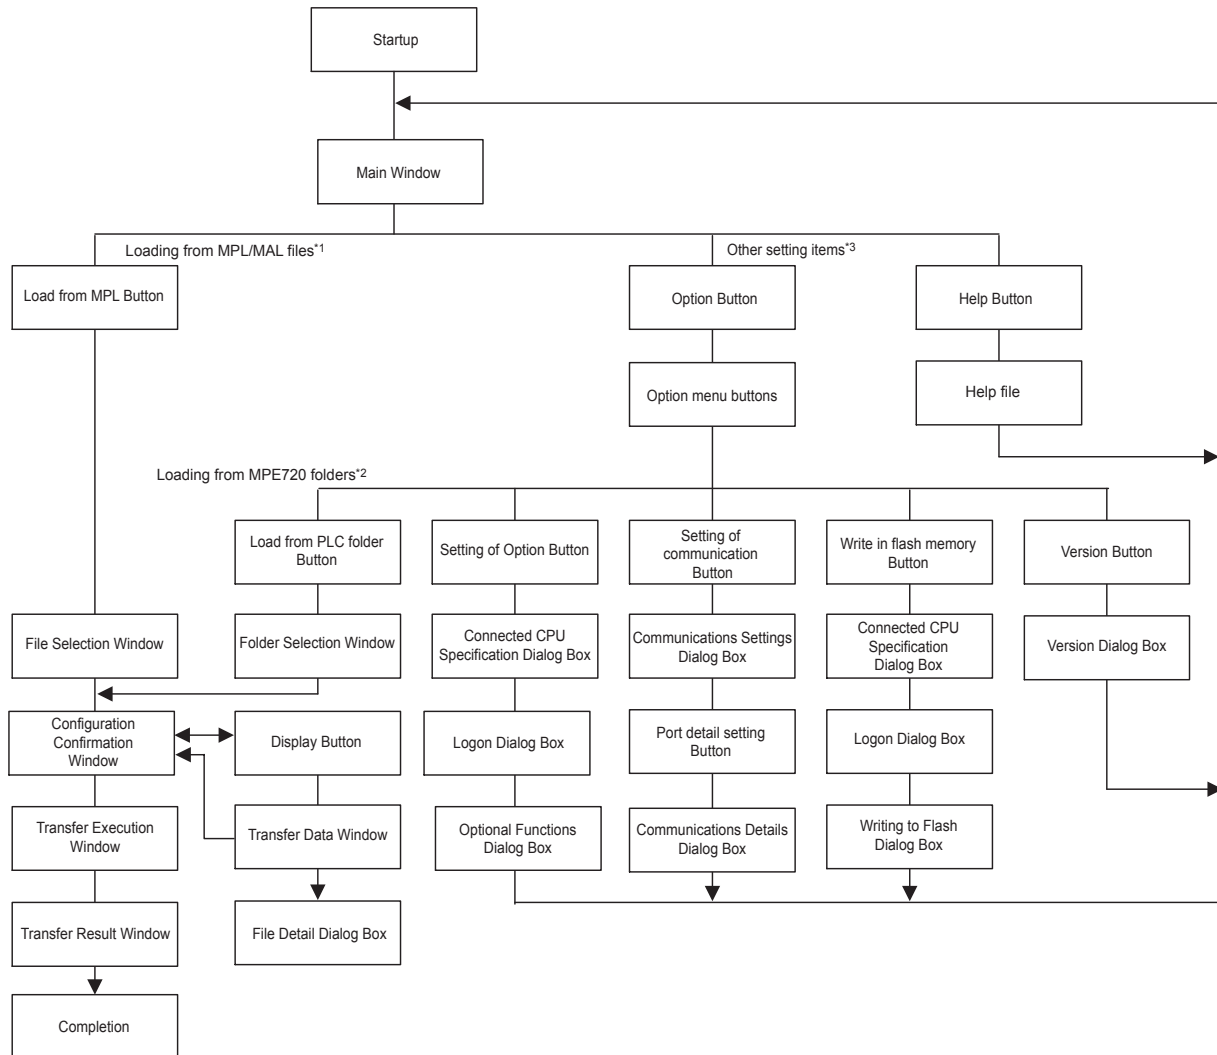 Startup
Main Window
Loading from MPL/MAL files*1
Other setting items*3
Load from MPL Button
Option Button
Help Button
Option menu buttons
Help file
Loading from MPE720 folders*2
Load from PLC folder
Button
Setting of Option Button
Setting of
communication
Button
Write in flash memory
Button
Version Button
File Selection Window
Folder Selection Window
Connected CPU
Specification Dialog Box
Communications Settings
Dialog Box
Connected CPU
Specification
Dialog Box
Version Dialog Box
Configuration
Confirmation
Window
Display Button
Logon Dialog Box
Port detail setting
Button
Logon Dialog Box
Transfer Execution
Window
Transfer Data Window
Optional Functions
Dialog Box
Communications Details
Dialog Box
Writing to Flash
Dialog Box
Transfer Result Window
File Detail Dialog Box
Completion